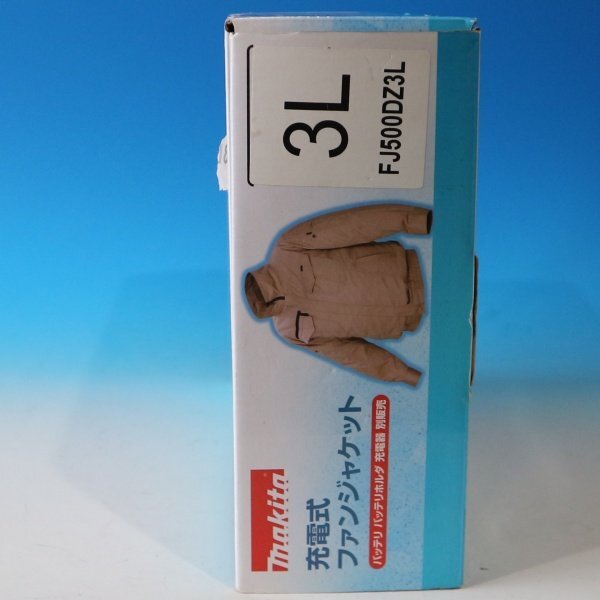 3L
FJ500DZ3L
makita
充電式
ファンジャケット
バッテリ バッテリホルダ 充電器 別販売